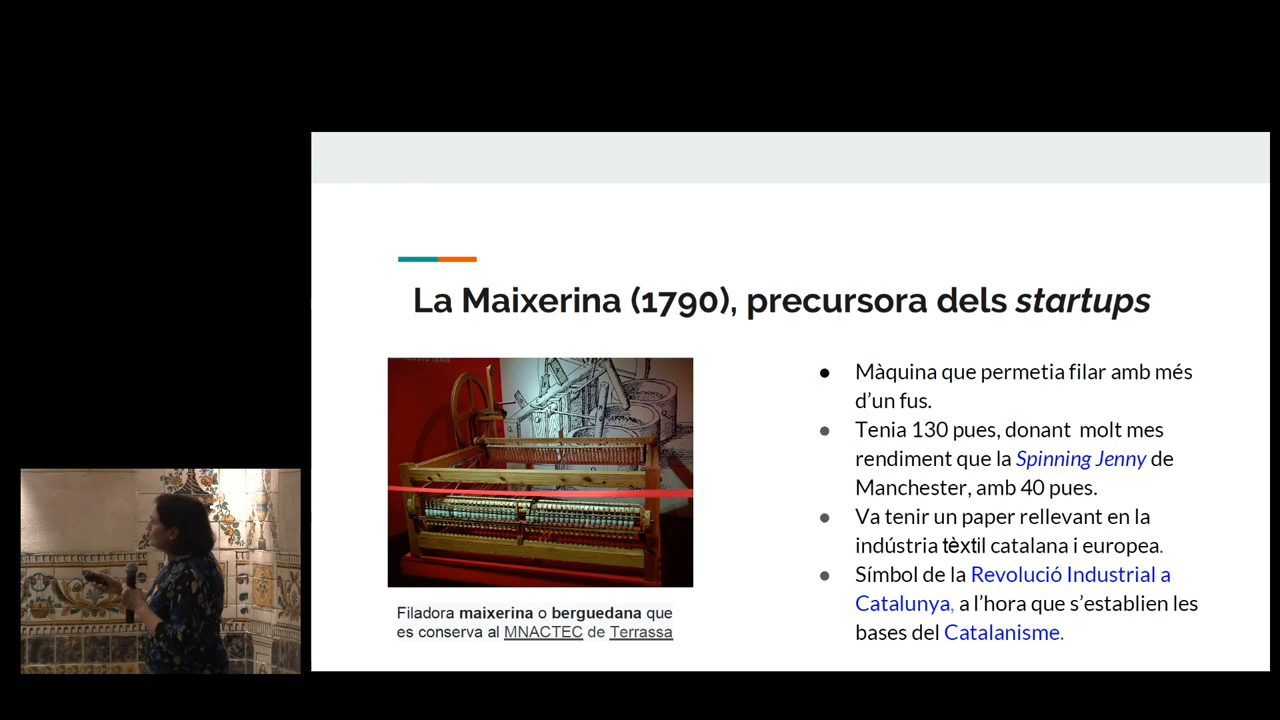 La Maixerina (1790), precursora dels startups
Màquina que permetia filar amb més
d'un fus.
Tenia 130 pues, donant  molt mes
rendiment que la Spinning Jenny de
Manchester, amb 40 pues.
Va tenir un paper rellevant en la
indústria tèxtil catalana i europea.
Símbol de la Revolució Industrial a
Catalunya, a l'hora que s'establien les
bases del Catalanisme.
Filadora maixerina o berguedana que
es conserva al MNACTEC de Terrassa